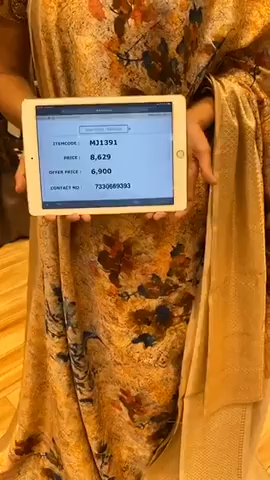 ITEMCODE : MJ1391
PRICE : 8,629
OFFER PRICE : 6,900
CONTACT NO : 7330669393